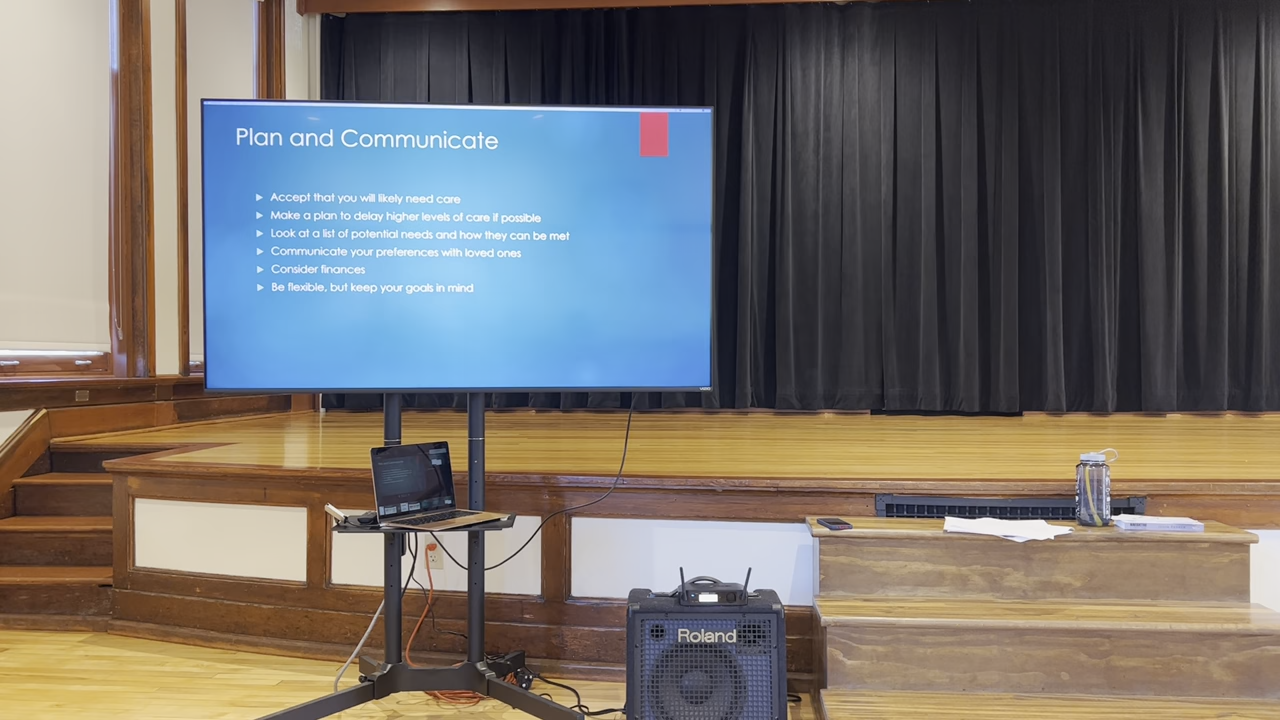 Plan and Communicate
Accept that you will likely need care
Make a plan to delay higher levels of care if possible
Look at a list of potential needs and how they can be met
Communicate your preferences with loved ones
Consider finances
Be flexible, but keep your goals in mind
Roland